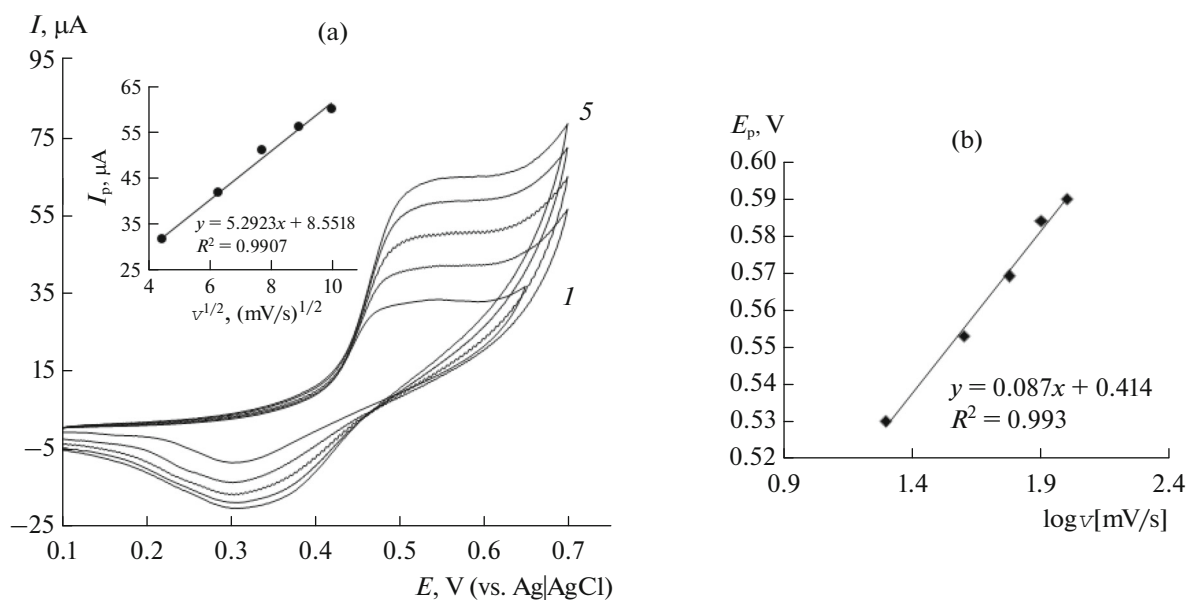 I, μA
(a)
95
75
55
35
15
−5
−25
0.1 0.2 0.3 0.4 0.5 0.6 0.7
E, V (vs. Ag|AgCl)
5
1
65
55
45
35
25
Ip, μA
y = 5.2923x + 8.5518
R² = 0.9907
4 6 8 10
v^1/2, (mV/s)^1/2
(b)
Ep, V
0.60
0.59
0.58
0.57
0.56
0.55
0.54
0.53
0.52
y = 0.087x + 0.414
R² = 0.993
0.9 1.4 1.9 2.4
log v[mV/s]